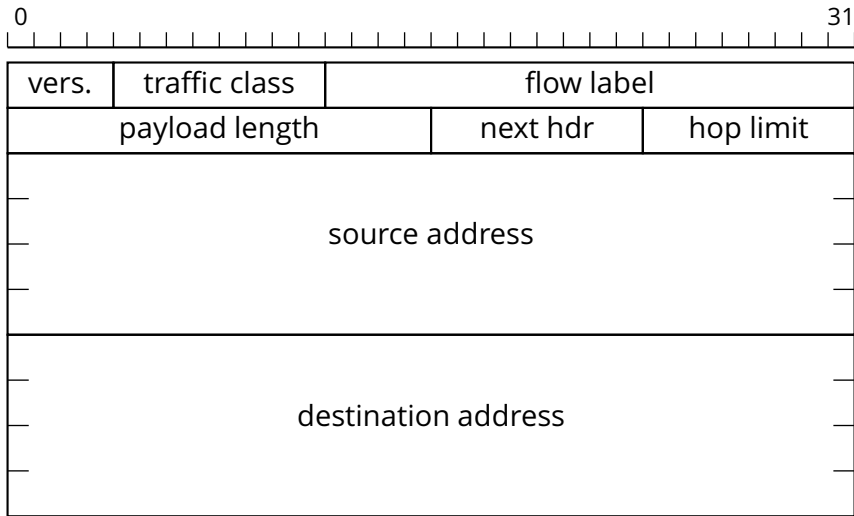 0 31
vers. traffic class flow label
payload length next hdr hop limit
source address
destination address